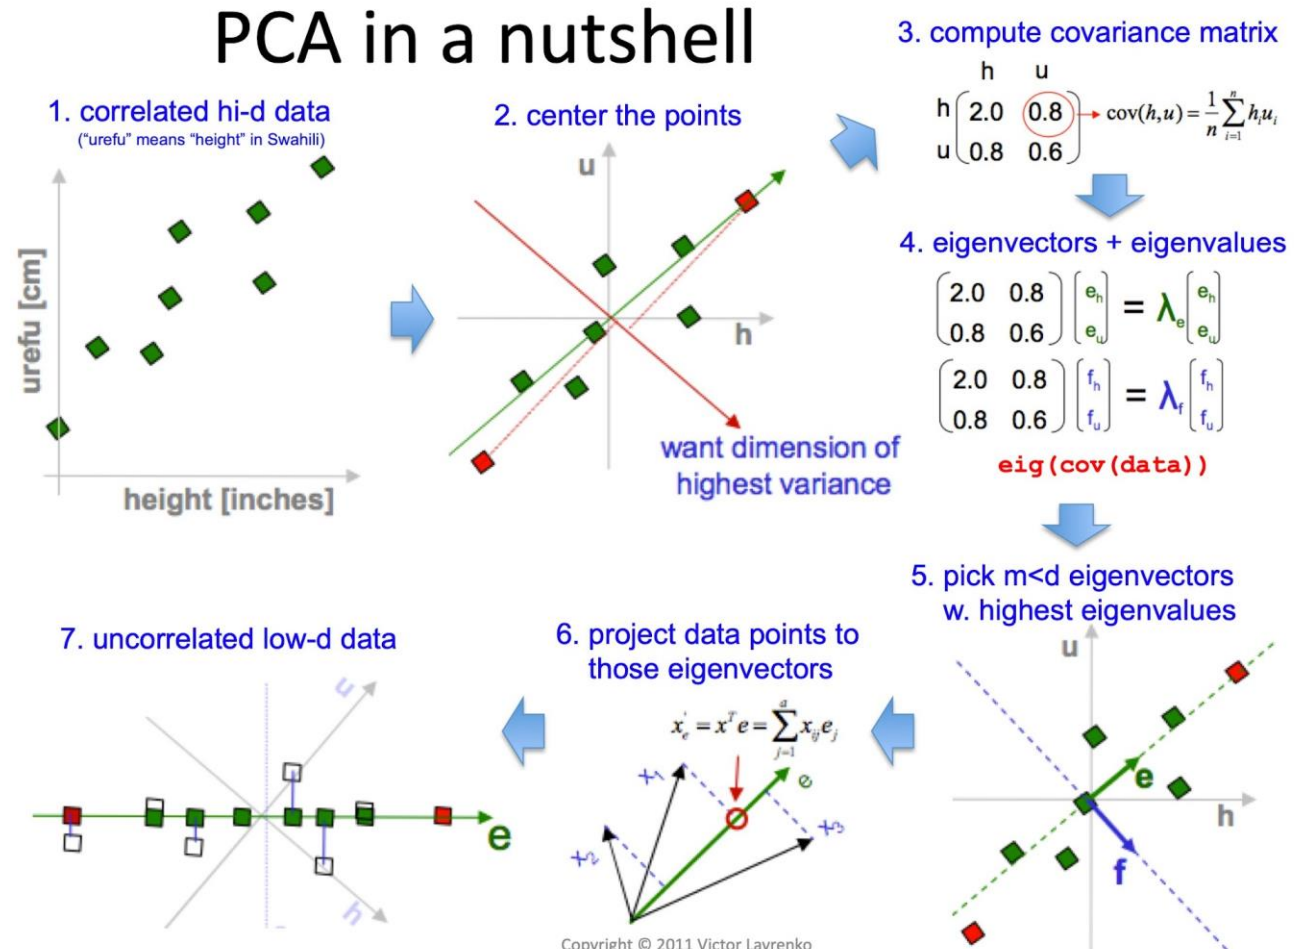 PCA in a nutshell
1. correlated hi-d data
("urefu" means "height" in Swahili)
urefu [cm]
height [inches]
2. center the points
u
h
want dimension of
highest variance
3. compute covariance matrix
h u
h 2.0 0.8 cov(h,u) = 1/n ∑ i=1 n h_i u_i
u 0.8 0.6
4. eigenvectors + eigenvalues
2.0 0.8 e_h = λ_e e_h
0.8 0.6 e_u e_u
2.0 0.8 f_h = λ_f f_h
0.8 0.6 f_u f_u
eig(cov(data))
5. pick m<d eigenvectors
w. highest eigenvalues
u
e
h
f
6. project data points to
those eigenvectors
x'_e = x^T e = ∑ j=1 a x_ij e_j
x_1
e
x_2
x_3
7. uncorrelated low-d data
u
e
h
Copyright © 2011 Victor Lavrenko